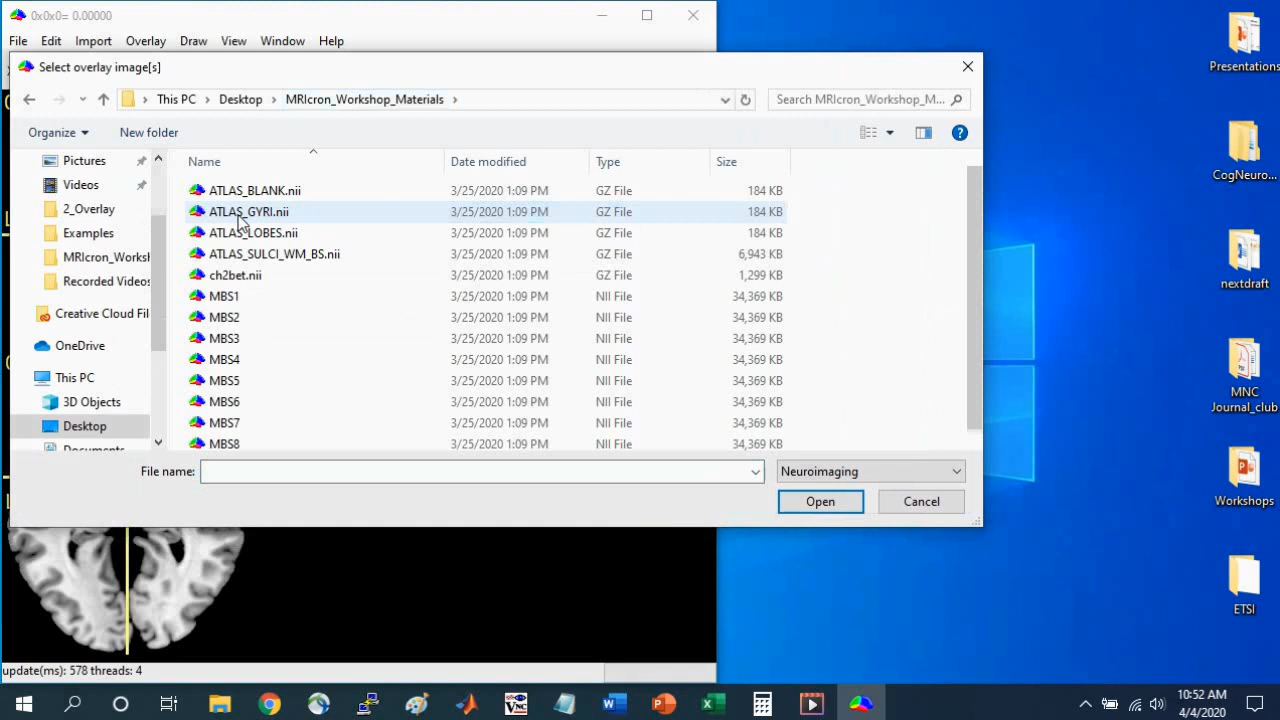 0x0x0= 0.00000
File Edit Import Overlay Draw View Window Help
Select overlay image[s]
This PC Desktop MRIcron_Workshop_Materials
Search MRIcron_Workshop_M...
Organize New folder
Name Date modified Type Size
Pictures
Videos
2_Overlay
Examples
MRIcron_Worksh
Recorded Videos
Creative Cloud Fil
OneDrive
This PC
3D Objects
Desktop
Documents
ATLAS_BLANK.nii 3/25/2020 1:09 PM GZ File 184 KB
ATLAS_GYRI.nii 3/25/2020 1:09 PM GZ File 184 KB
ATLAS_LOBES.nii 3/25/2020 1:09 PM GZ File 184 KB
ATLAS_SULCI_WM_BS.nii 3/25/2020 1:09 PM GZ File 6,943 KB
ch2bet.nii 3/25/2020 1:09 PM GZ File 1,299 KB
MBS1 3/25/2020 1:09 PM NII File 34,369 KB
MBS2 3/25/2020 1:09 PM NII File 34,369 KB
MBS3 3/25/2020 1:09 PM NII File 34,369 KB
MBS4 3/25/2020 1:09 PM NII File 34,369 KB
MBS5 3/25/2020 1:09 PM NII File 34,369 KB
MBS6 3/25/2020 1:09 PM NII File 34,369 KB
MBS7 3/25/2020 1:09 PM NII File 34,369 KB
MBS8 3/25/2020 1:09 PM NII File 34,369 KB
File name:
Neuroimaging
Open Cancel
update(ms): 578 threads: 4
Presentations
CogNeuro...
nextdraft
MNC
Journal_club
Workshops
ETSI
10:52 AM
4/4/2020